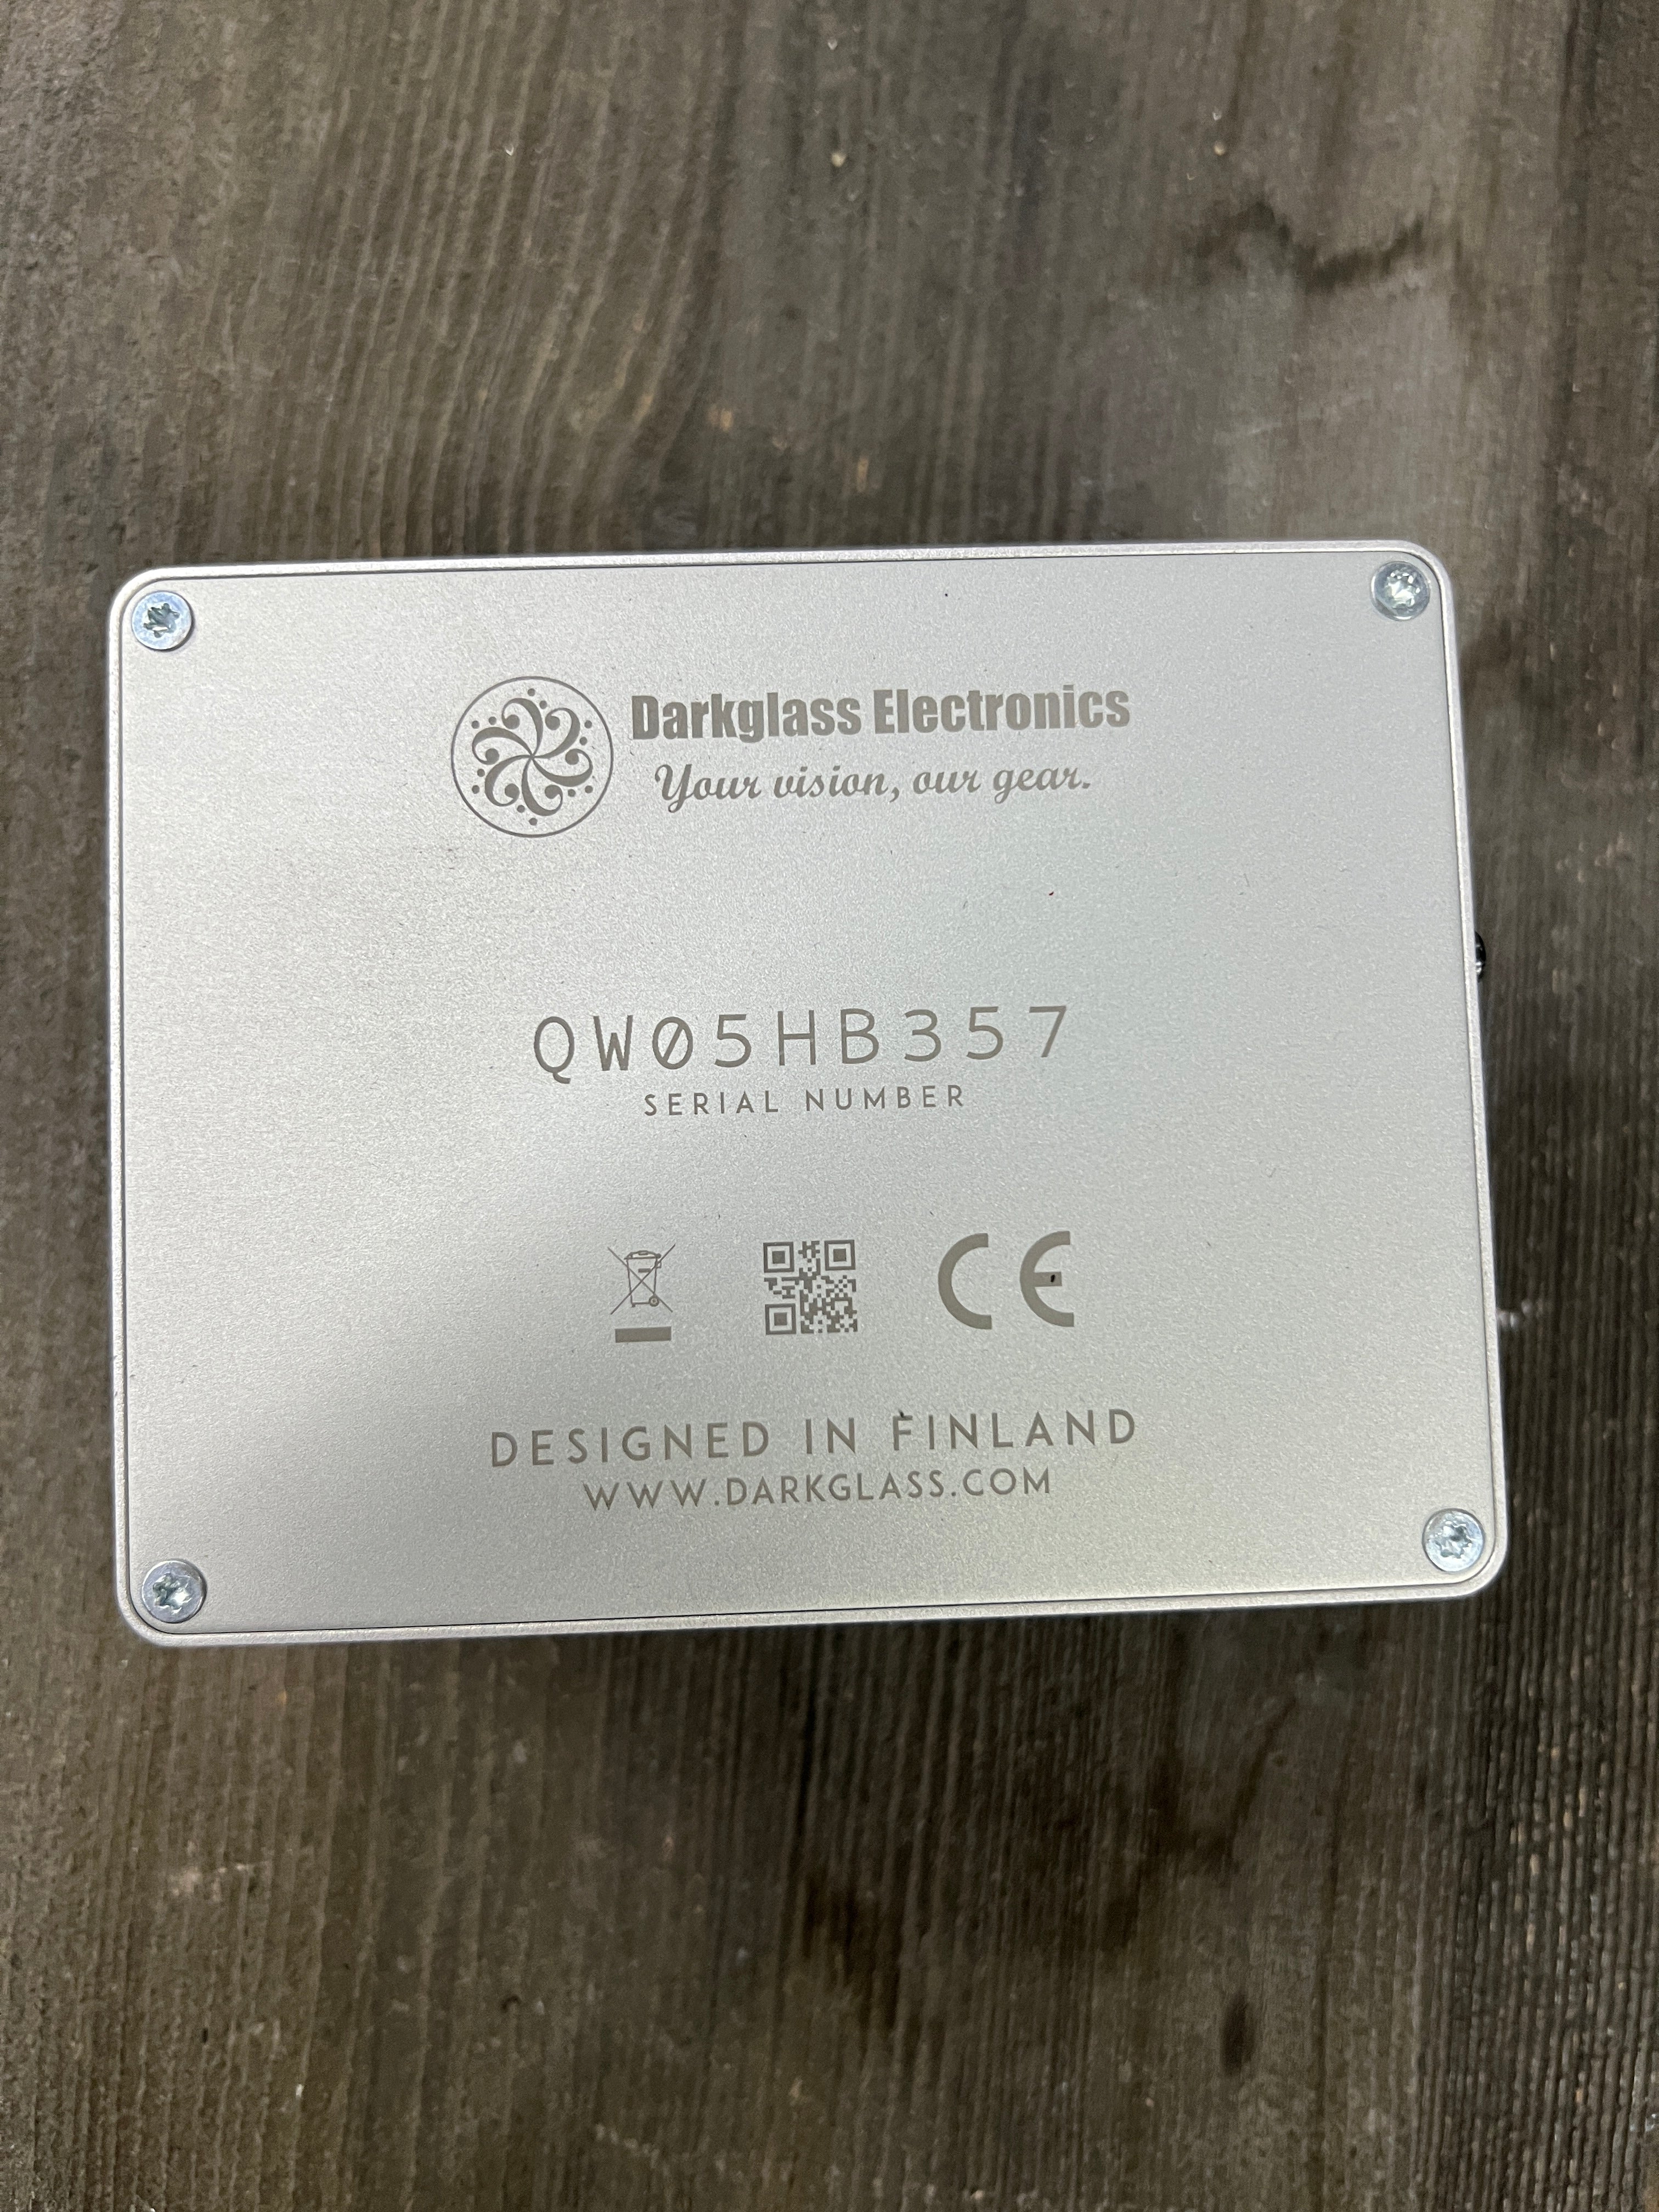 Darkglass Electronics
Your vision, our gear.
QW05HB357
SERIAL NUMBER
CE
DESIGNED IN FINLAND
WWW.DARKGLASS.COM